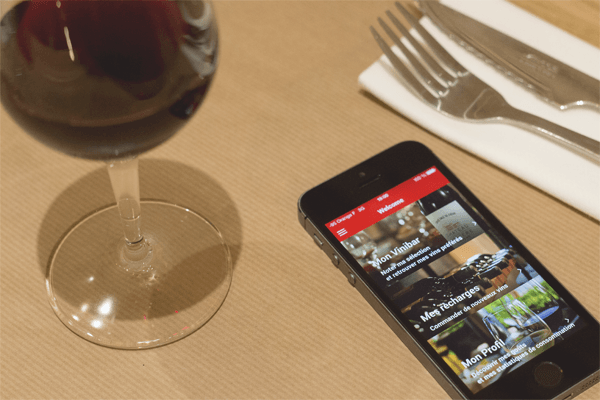 Orange F 3G
Welcome
Mon Vinibar
Noter ma sélection
et retrouver mes vins préférés
Mes recharges
Commander de nouveaux vins
Mon Profil
Découvrir mes goûts
et mes statistiques de consommation